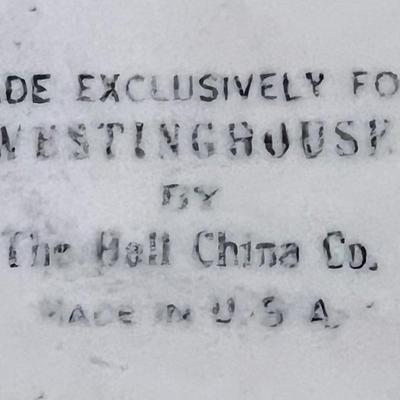 ADE EXCLUSIVELY FO
WESTINGHOUSE
BY
The Hall China Co.
MADE IN U.S.A.